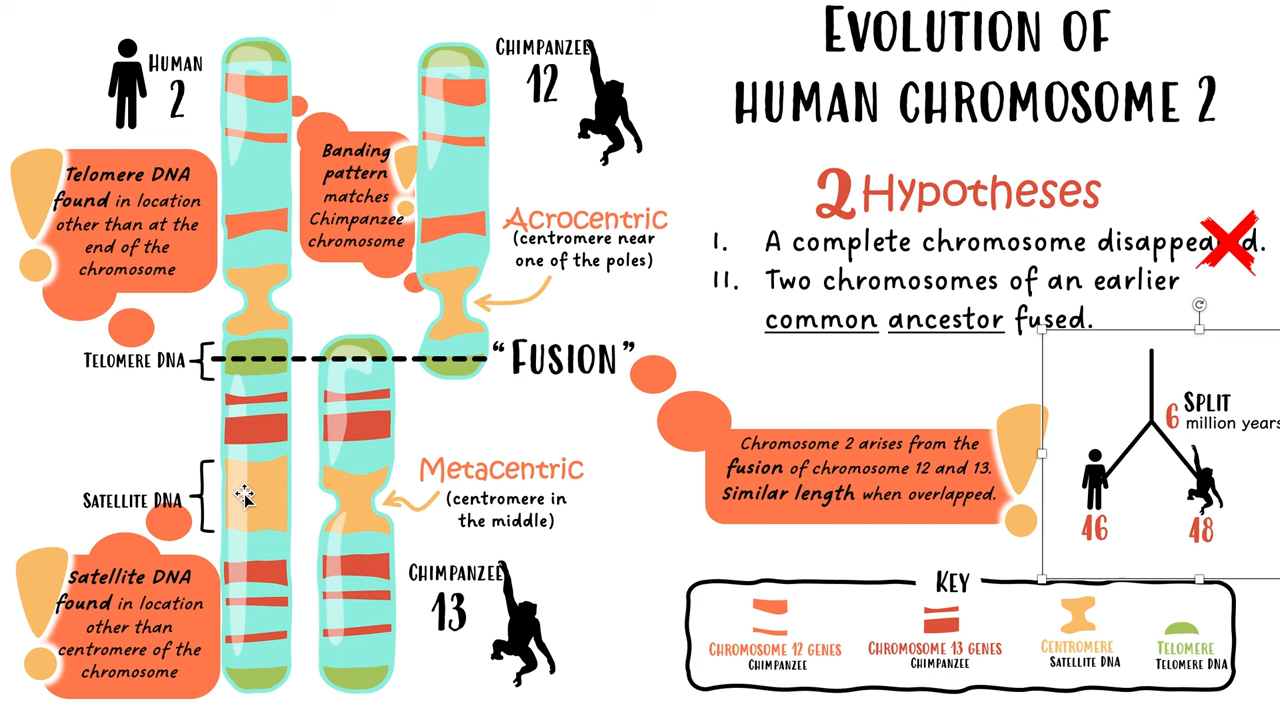 Human
2
Chimpanzee
12
Evolution of
Human Chromosome 2
2 Hypotheses
I. A complete chromosome disappeared.
II. Two chromosomes of an earlier
common ancestor fused.
Telomere DNA
found in location
other than at the
end of the
chromosome
Banding
pattern
matches
Chimpanzee
chromosome
Acrocentric
(centromere near
one of the poles)
Telomere DNA
"Fusion"
Split
6 million years
46
48
Chromosome 2 arises from the
fusion of chromosome 12 and 13.
Similar length when overlapped.
Metacentric
(centromere in
the middle)
Satellite DNA
Satellite DNA
found in location
other than
centromere of the
chromosome
Chimpanzee
13
Key
Chromosome 12 genes
Chimpanzee
Chromosome 13 genes
Chimpanzee
Centromere
Satellite DNA
Telomere
Telomere DNA